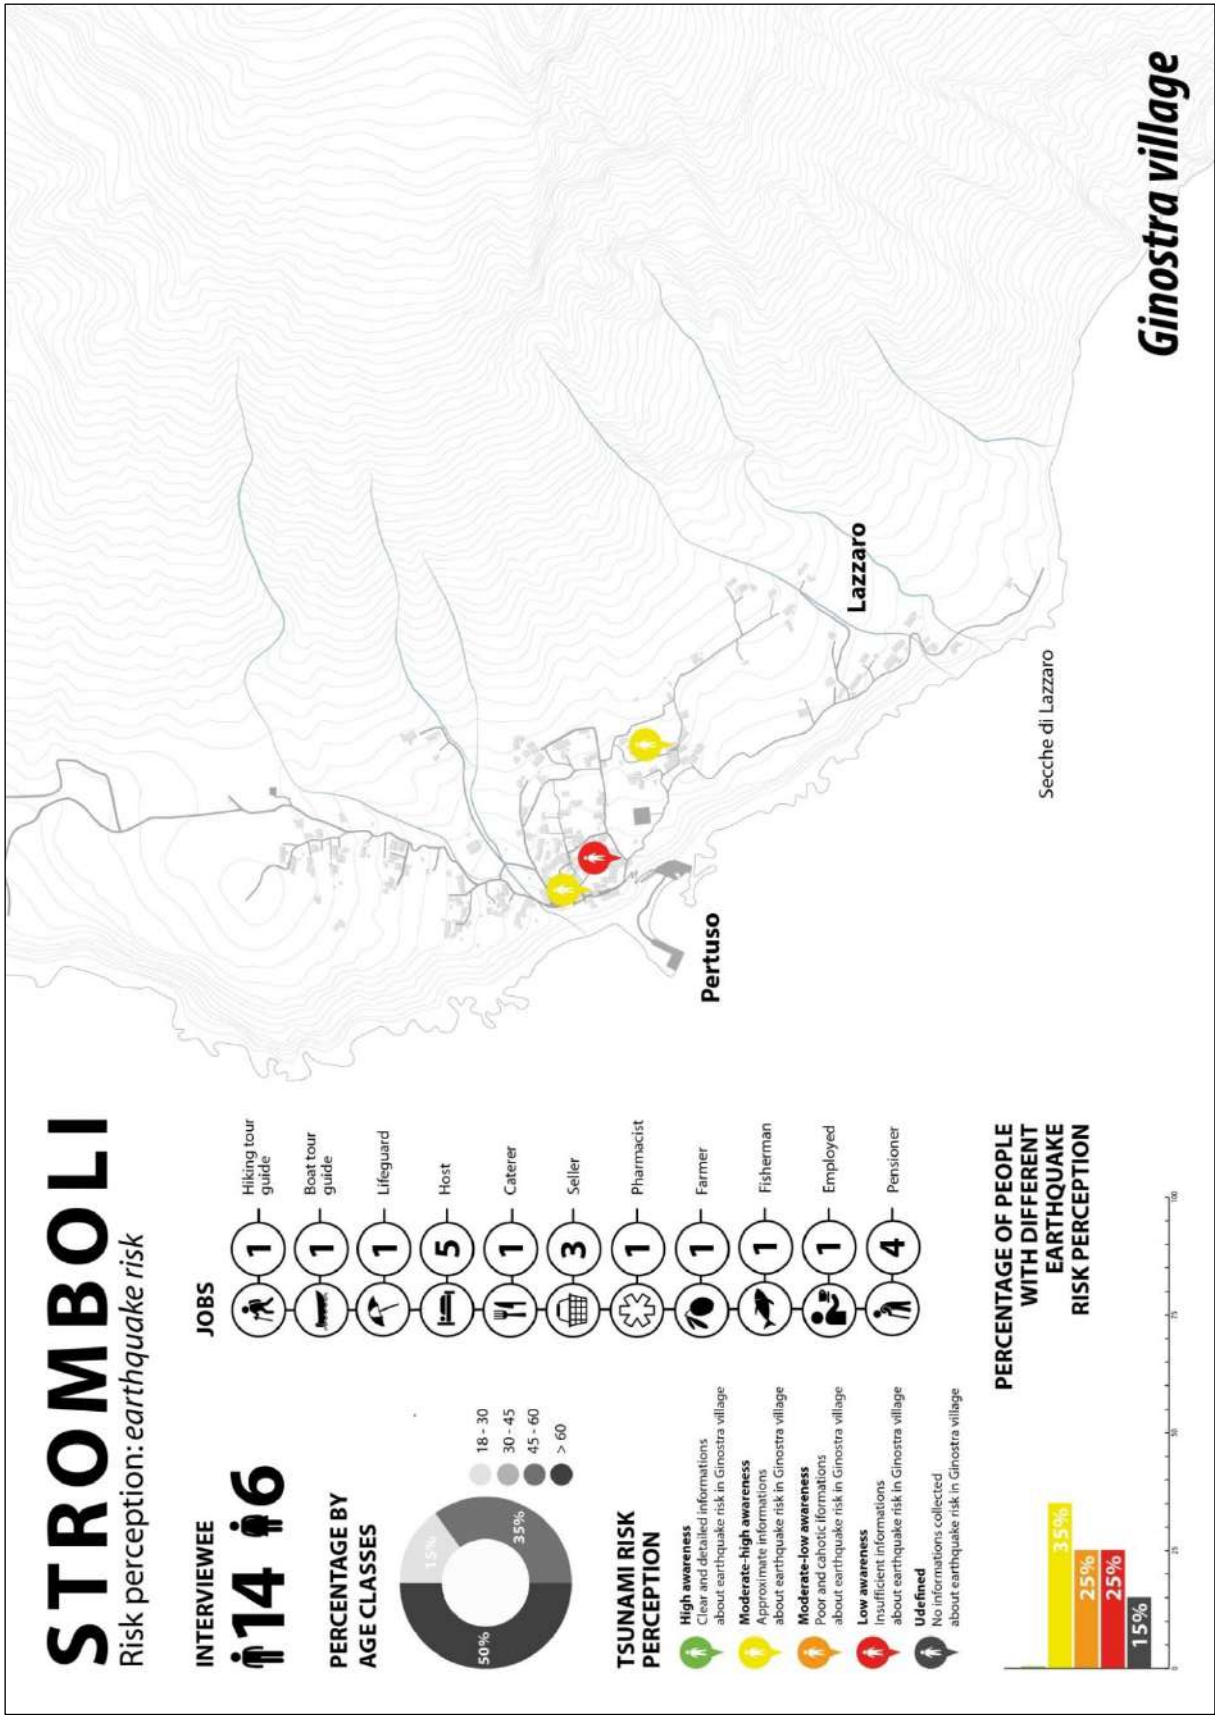 STROMBOLI
Risk perception: earthquake risk
INTERVIEWEE
14 6
PERCENTAGE BY
AGE CLASSES
15%
35%
50%
18 - 30
30 - 45
45 - 60
> 60
JOBS
1 Hiking tour
guide
1 Boat tour
guide
1 Lifeguard
5 Host
1 Caterer
3 Seller
1 Pharmacist
1 Farmer
1 Fisherman
1 Employed
4 Pensioner
TSUNAMI RISK
PERCEPTION
High awareness
Clear and detailed informations
about earthquake risk in Ginostra village
Moderate-high awareness
Approximate informations
about earthquake risk in Ginostra village
Moderate-low awareness
Poor and cahotic iformations
about earthquake risk in Ginostra village
Low awareness
Insufficient informations
about earthquake risk in Ginostra village
Udefined
No informations collected
about earthquake risk in Ginostra village
PERCENTAGE OF PEOPLE
WITH DIFFERENT
EARTHQUAKE
RISK PERCEPTION
35%
25%
25%
15%
0 25 50 75 100
Pertuso
Lazzaro
Secche di Lazzaro
Ginostra village